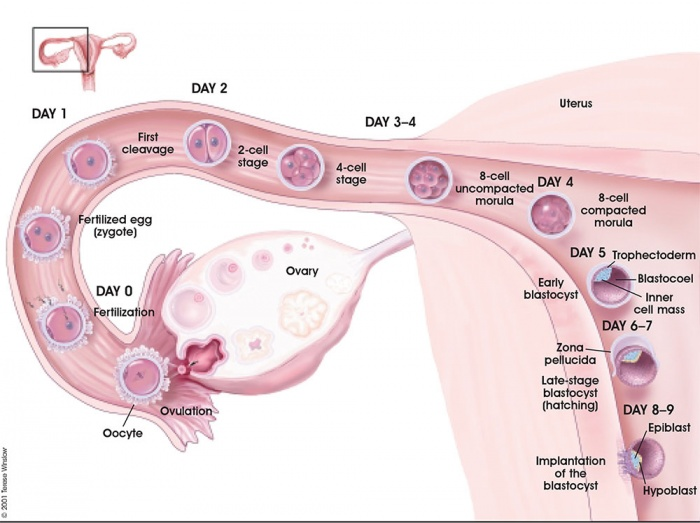 DAY 1
DAY 2
DAY 3–4
Uterus
First
cleavage
2-cell
stage
4-cell
stage
8-cell
uncompacted
morula
DAY 4
8-cell
compacted
morula
Fertilized egg
(zygote)
DAY 0
Fertilization
Ovary
DAY 5
Trophectoderm
Blastocoel
Inner
cell mass
Early
blastocyst
DAY 6–7
Zona
pellucida
Late-stage
blastocyst
(hatching)
DAY 8–9
Epiblast
Implantation
of the
blastocyst
Hypoblast
Ovulation
Oocyte
© 2001 Terese Winslow